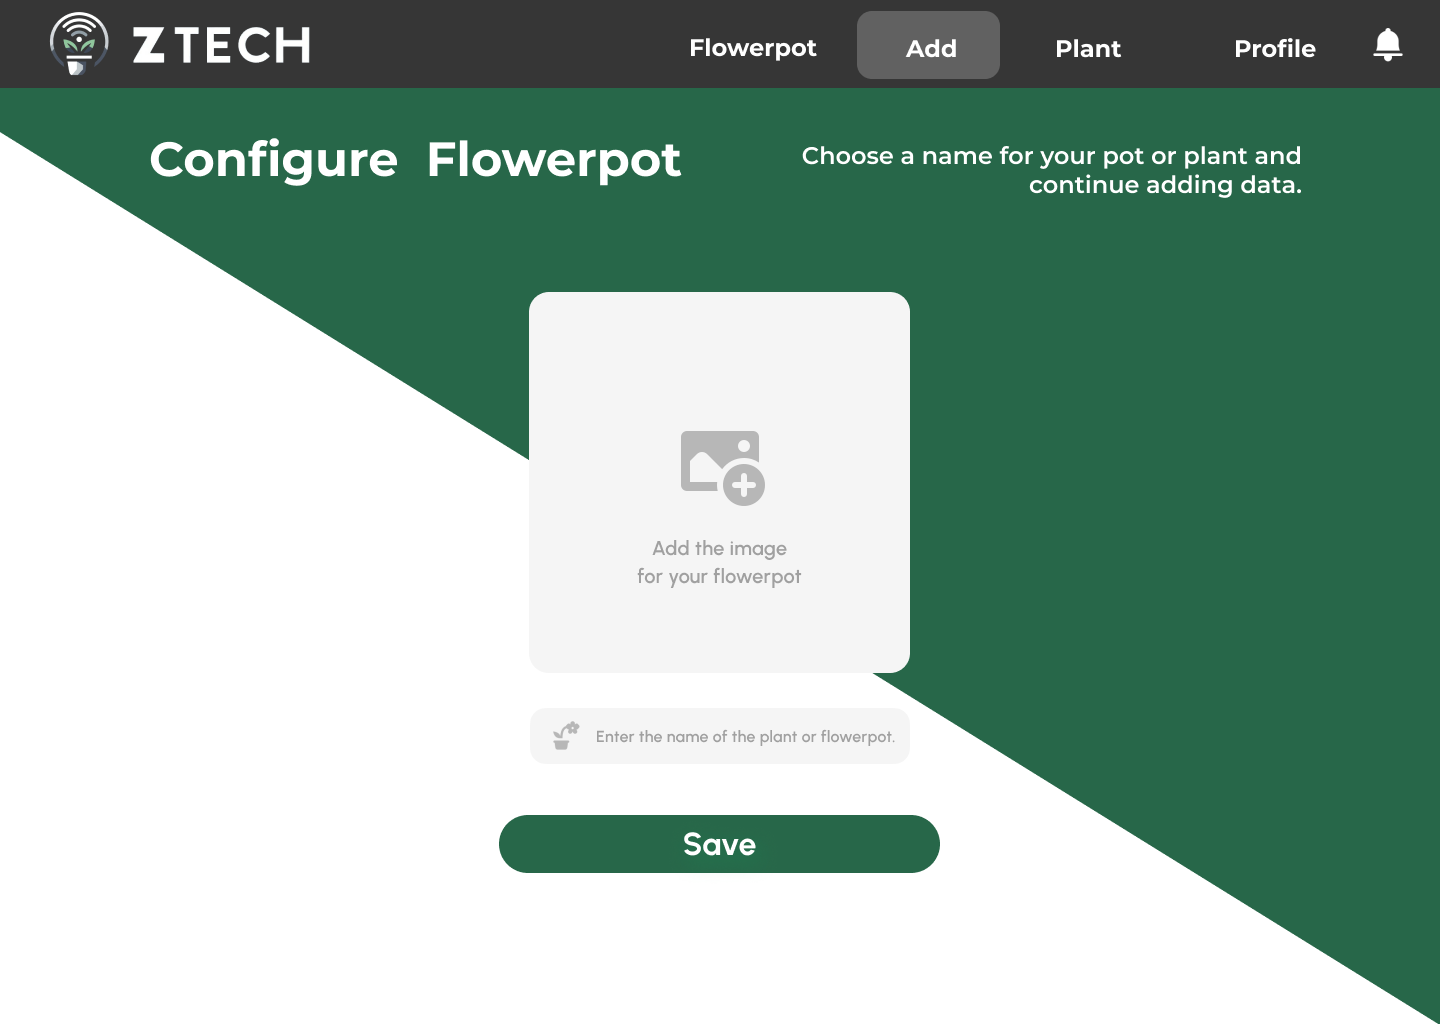 Z TECH
Flowerpot
Add
Plant
Profile
Configure Flowerpot
Choose a name for your pot or plant and
continue adding data.
Add the image
for your flowerpot
Enter the name of the plant or flowerpot.
Save